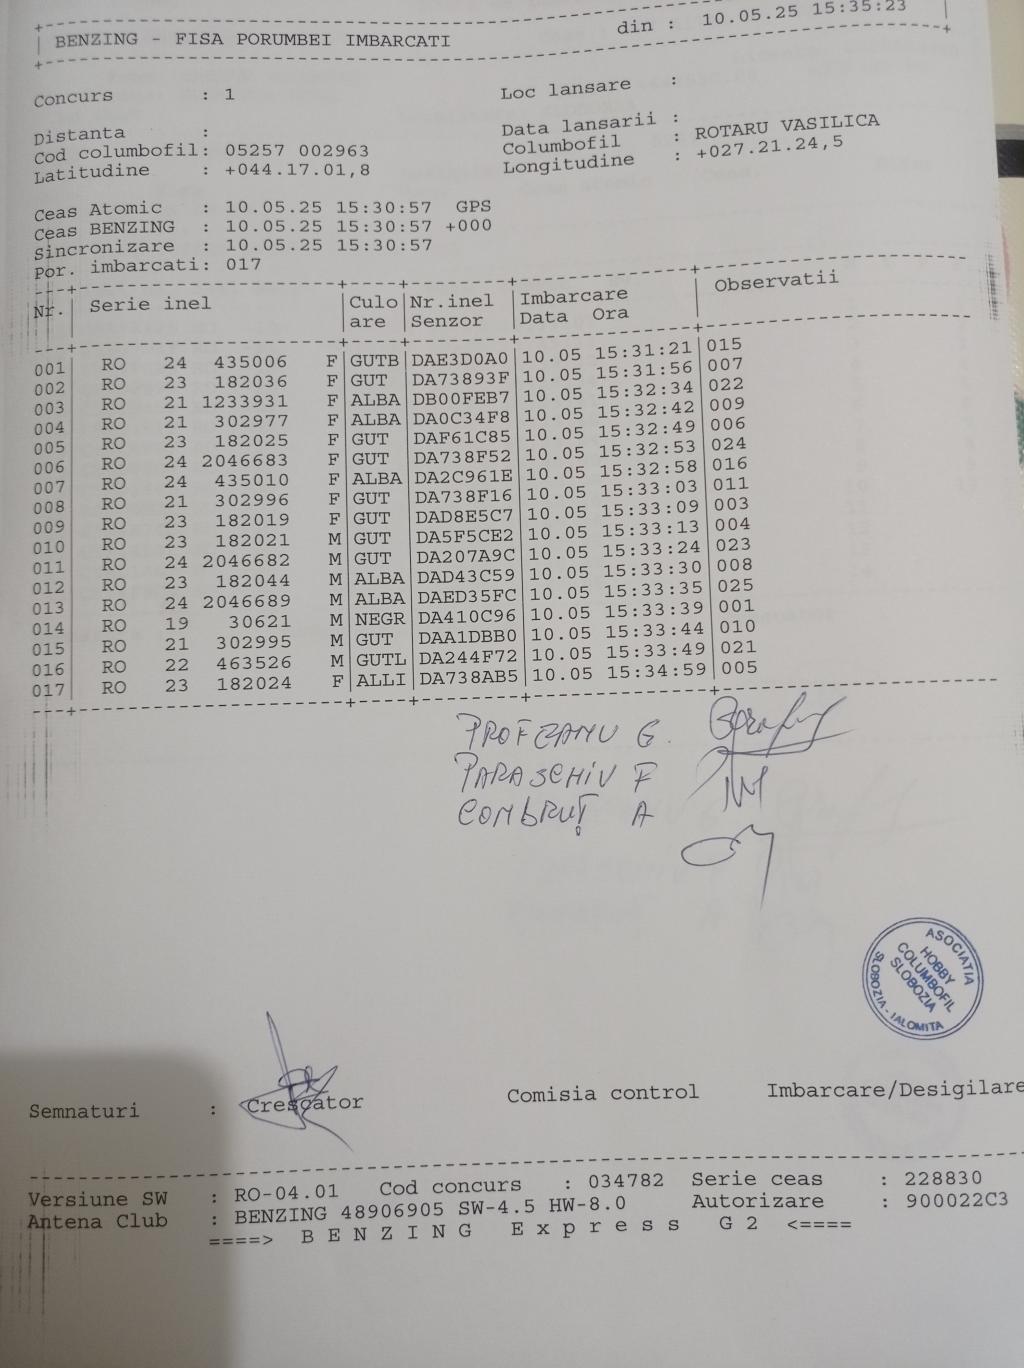 BENZING - FISA PORUMBEI IMBARCATI din : 10.05.25 15:35:23
Concurs : 1 Loc lansare :
Distanta : Data lansarii :
Cod columbofil: 05257 002963 Columbofil : ROTARU VASILICA
Latitudine : +044.17.01,8 Longitudine : +027.21.24,5
Ceas Atomic : 10.05.25 15:30:57 GPS
Ceas BENZING : 10.05.25 15:30:57 +000
Sincronizare : 10.05.25 15:30:57
Por. imbarcati: 017
Nr. Serie inel Culo Nr.inel Imbarcare Observatii
are Senzor Data Ora
001 RO 24 435006 F GUTB DAE3D0A0 10.05 15:31:21 015
002 RO 23 182036 F GUT DA73893F 10.05 15:31:56 007
003 RO 21 1233931 F ALBA DB00FEB7 10.05 15:32:34 022
004 RO 21 302977 F ALBA DA0C34F8 10.05 15:32:42 009
005 RO 23 182025 F GUT DAF61C85 10.05 15:32:49 006
006 RO 24 2046683 F GUT DA738F52 10.05 15:32:53 024
007 RO 24 435010 F ALBA DA2C961E 10.05 15:32:58 016
008 RO 21 302996 F GUT DA738F16 10.05 15:33:03 011
009 RO 23 182019 F GUT DAD8E5C7 10.05 15:33:09 003
010 RO 23 182021 M GUT DA5F5CE2 10.05 15:33:13 004
011 RO 24 2046682 M GUT DA207A9C 10.05 15:33:24 023
012 RO 23 182044 M ALBA DAD43C59 10.05 15:33:30 008
013 RO 24 2046689 M ALBA DAED35FC 10.05 15:33:35 025
014 RO 19 30621 M NEGR DA410C96 10.05 15:33:39 001
015 RO 21 302995 M GUT DAA1DBB0 10.05 15:33:44 010
016 RO 22 463526 M GUTL DA244F72 10.05 15:33:49 021
017 RO 23 182024 F ALLI DA738AB5 10.05 15:34:59 005
PROFEANU G.
PARASCHIV F
COMBRUȚ A
ASOCIATIA
HOBBY
COLUMBOFIL
SLOBOZIA
SLOBOZIA - IALOMITA
Semnaturi : Crescator Comisia control Imbarcare/Desigilare
Versiune SW : RO-04.01 Cod concurs : 034782 Serie ceas : 228830
Antena Club : BENZING 48906905 SW-4.5 HW-8.0 Autorizare : 900022C3
====> B E N Z I N G E x p r e s s G 2 <====